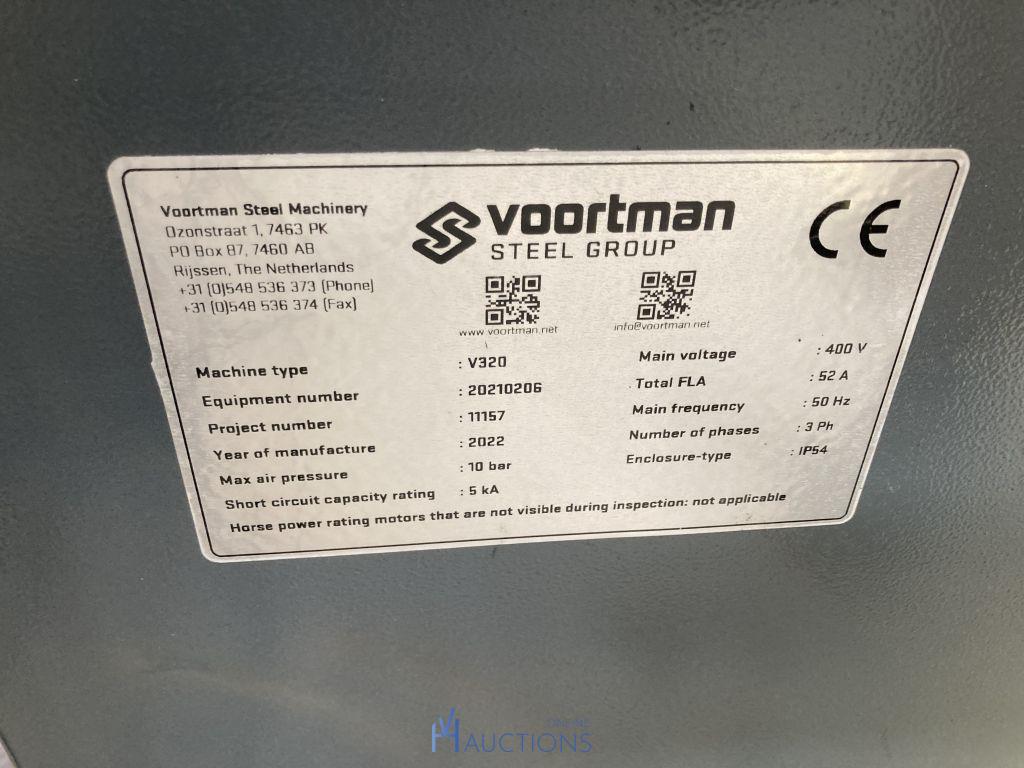 Voortman Steel Machinery
Ozonstraat 1, 7463 PK
PO Box 87, 7460 AB
Rijssen, The Netherlands
+31 (0)548 536 373 (Phone)
+31 (0)548 536 374 (Fax)
voortman
STEEL GROUP
CE
www.voortman.net
info@voortman.net
Machine type : V320
Equipment number : 20210206
Project number : 11157
Year of manufacture : 2022
Max air pressure : 10 bar
Short circuit capacity rating : 5 kA
Main voltage : 400 V
Total FLA : 52 A
Main frequency : 50 Hz
Number of phases : 3 Ph
Enclosure-type : IP54
Horse power rating motors that are not visible during inspection: not applicable
ONLINE
AUCTIONS